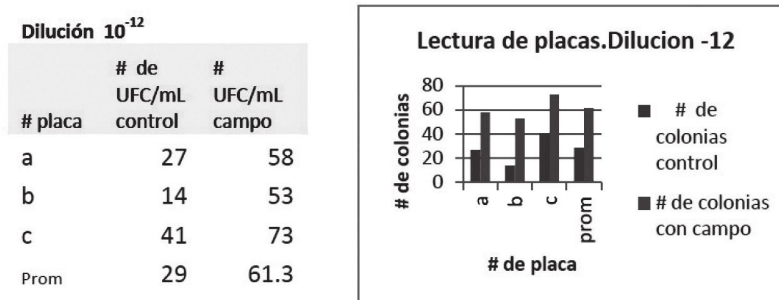 Dilución 10-12
# placa # de UFC/mL control # UFC/mL campo
a 27 58
b 14 53
c 41 73
Prom 29 61.3
Lectura de placas.Dilucion -12
# de colonias
80
60
40
20
0
a b c prom
# de placa
# de
colonias
control
# de colonias
con campo